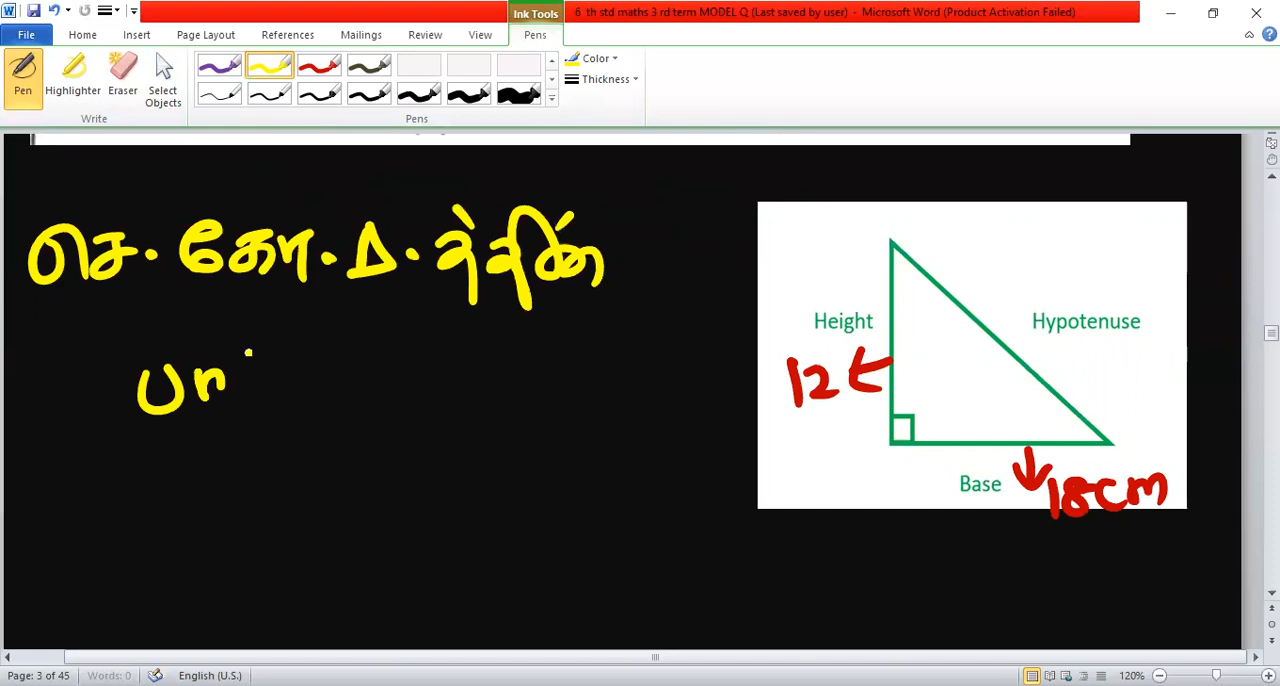 Ink Tools
6 th std maths 3 rd term MODEL Q (Last saved by user) - Microsoft Word (Product Activation Failed)
File Home Insert Page Layout References Mailings Review View Pens
Pen Highlighter Eraser Select Objects
Color
Thickness
Write
Pens
செ.கோ. Δ.
பா
Height
Hypotenuse
12
Base
18cm
Page: 3 of 45 Words: 0 English (U.S.) 120%